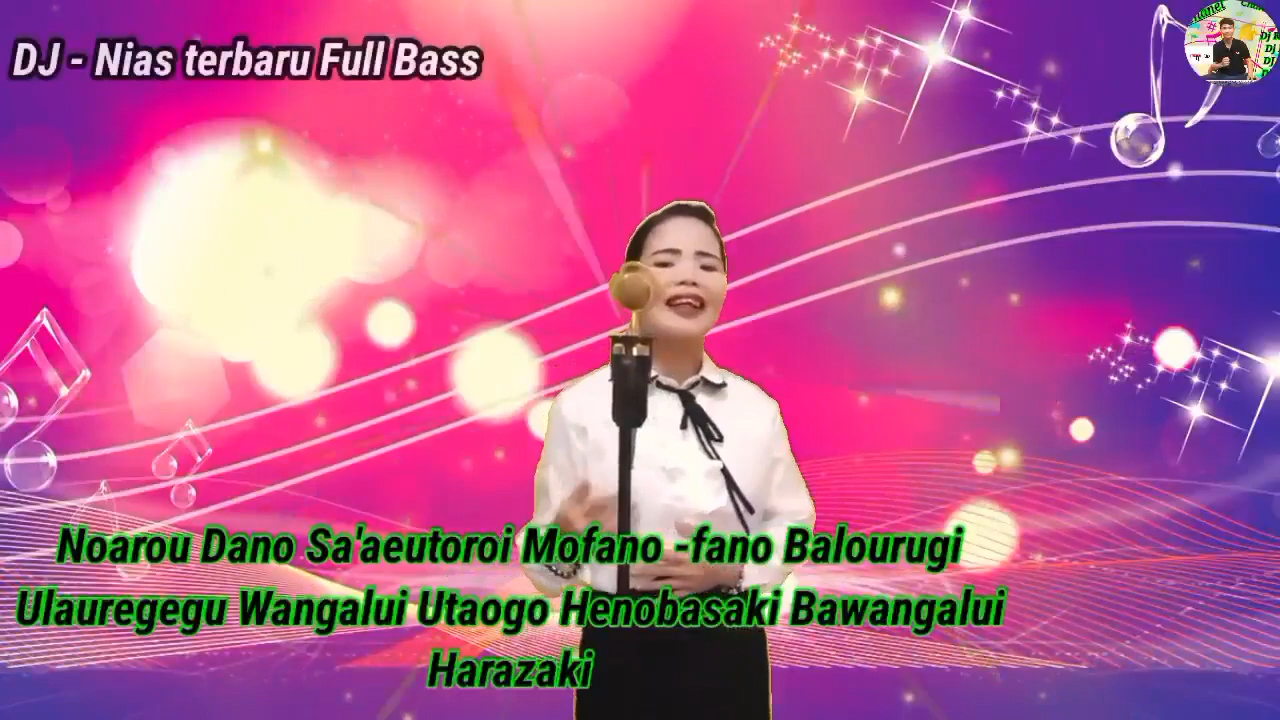 DJ - Nias terbaru Full Bass
Noarou Dano Sa'aeutoroi Mofano -fano Balourugi
Ulauregegu Wangalui Utaogo Henobasaki Bawangalui
Harazaki